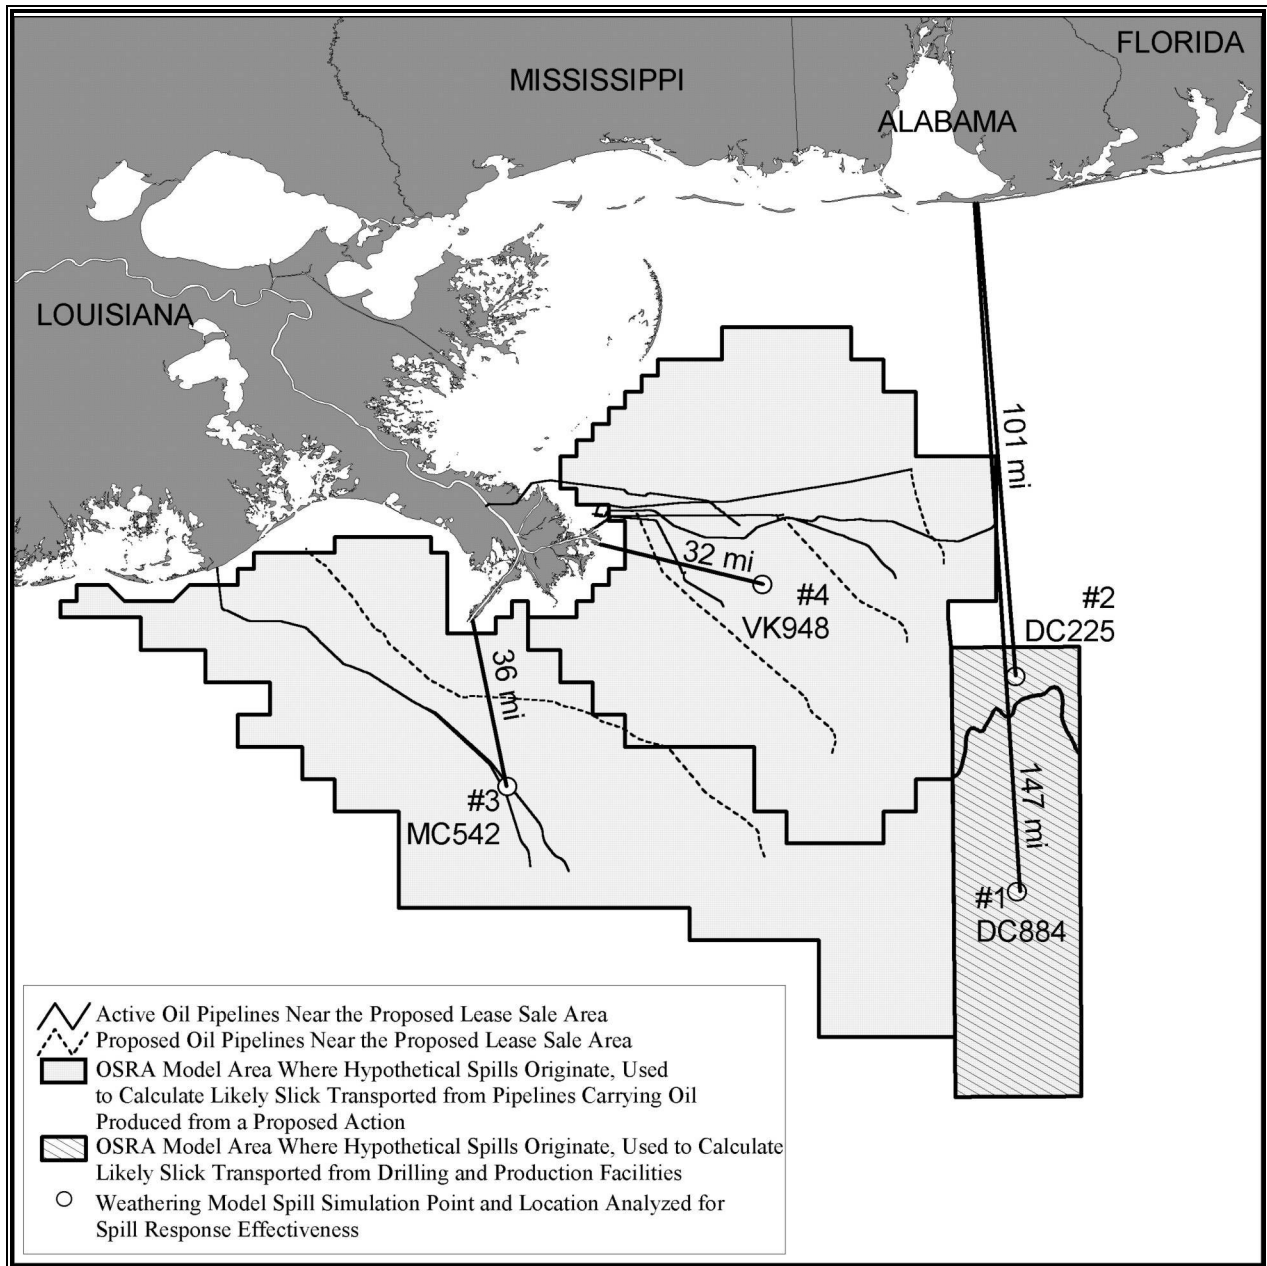 FLORIDA
MISSISSIPPI
ALABAMA
LOUISIANA
101 mi
32 mi
#4
VK948
#2
DC225
36 mi
#3
MC542
147 mi
#1
DC884
Active Oil Pipelines Near the Proposed Lease Sale Area
Proposed Oil Pipelines Near the Proposed Lease Sale Area
OSRA Model Area Where Hypothetical Spills Originate, Used
to Calculate Likely Slick Transported from Pipelines Carrying Oil
Produced from a Proposed Action
OSRA Model Area Where Hypothetical Spills Originate, Used to Calculate
Likely Slick Transported from Drilling and Production Facilities
Weathering Model Spill Simulation Point and Location Analyzed for
Spill Response Effectiveness